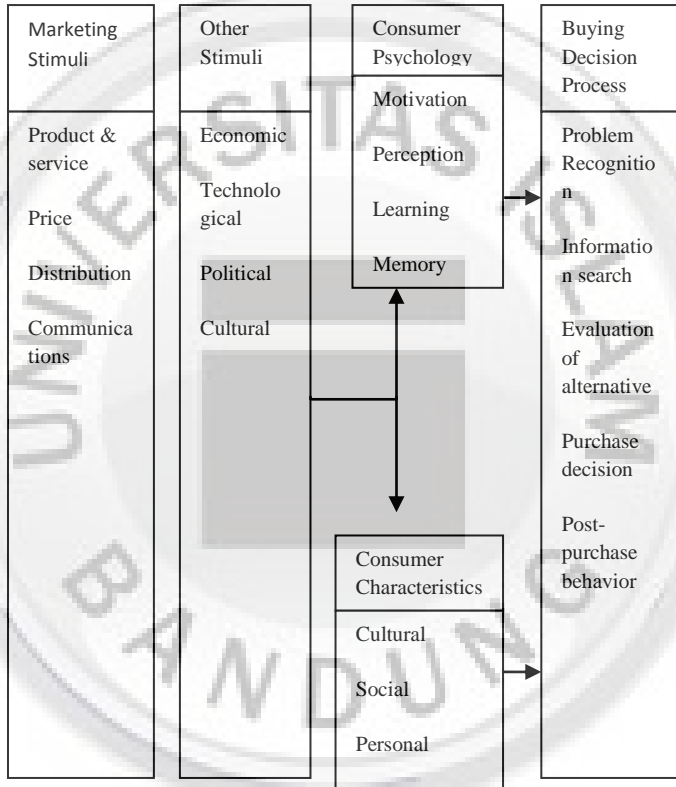 Marketing
Stimuli
Product &
service
Price
Distribution
Communica
tions
Other
Stimuli
Economic
Technolo
gical
Political
Cultural
Consumer
Psychology
Motivation
Perception
Learning
Memory
Consumer
Characteristics
Cultural
Social
Personal
Buying
Decision
Process
Problem
Recognitio
n
Informatio
n search
Evaluation
of
alternative
Purchase
decision
Post-
purchase
behavior
UNIVERSITAS ISLAM
BANDUNG